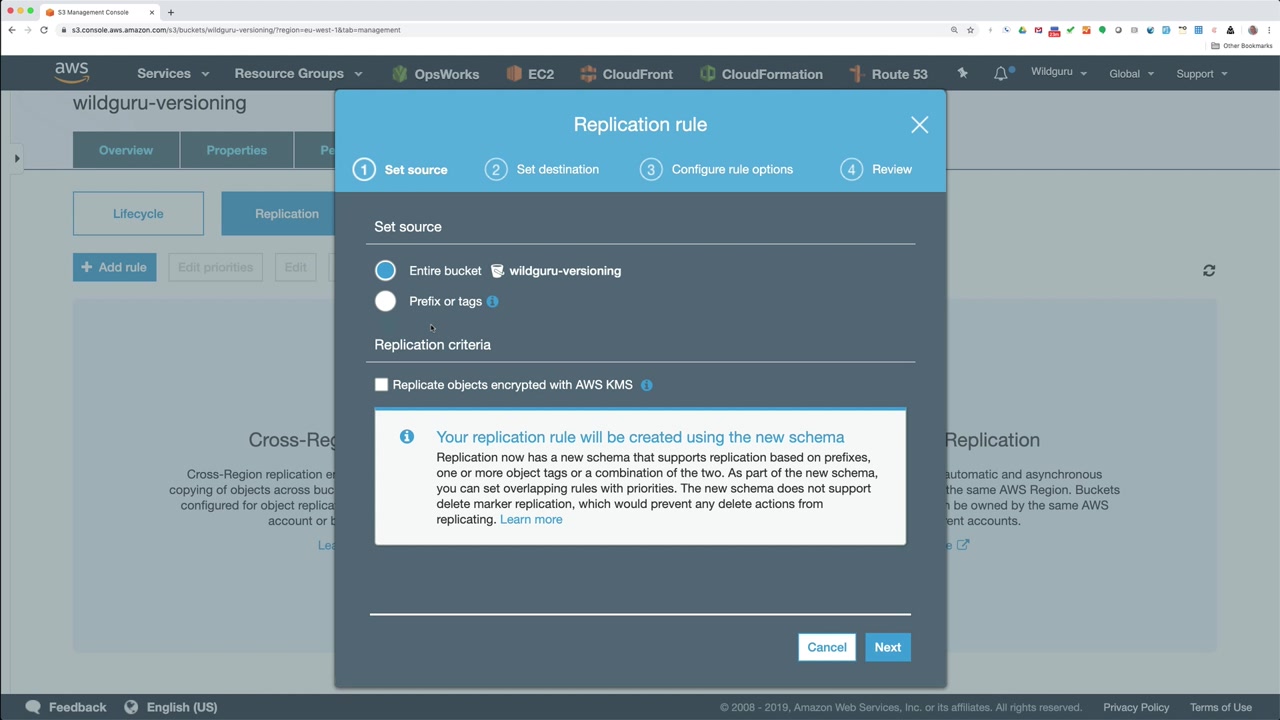 S3 Management Console
s3.console.aws.amazon.com/s3/buckets/wildguru-versioning/?region=eu-west-1&tab=management
Other Bookmarks
aws
Services
Resource Groups
OpsWorks
EC2
CloudFront
CloudFormation
Route 53
Wildguru
Global
Support
wildguru-versioning
Overview
Properties
Pe
Lifecycle
Replication
+ Add rule
Edit priorities
Edit
Replication rule
1 Set source
2 Set destination
3 Configure rule options
4 Review
Set source
Entire bucket wildguru-versioning
Prefix or tags
Replication criteria
Replicate objects encrypted with AWS KMS
Your replication rule will be created using the new schema
Replication now has a new schema that supports replication based on prefixes,
one or more object tags or a combination of the two. As part of the new schema,
you can set overlapping rules with priorities. The new schema does not support
delete marker replication, which would prevent any delete actions from
replicating. Learn more
Cancel
Next
Cross-Reg
Cross-Region replication en
copying of objects across buc
configured for object replica
account or b
Lea
Replication
automatic and asynchronous
the same AWS Region. Buckets
n be owned by the same AWS
ent accounts.
e
Feedback
English (US)
© 2008 - 2019, Amazon Web Services, Inc. or its affiliates. All rights reserved.
Privacy Policy
Terms of Use